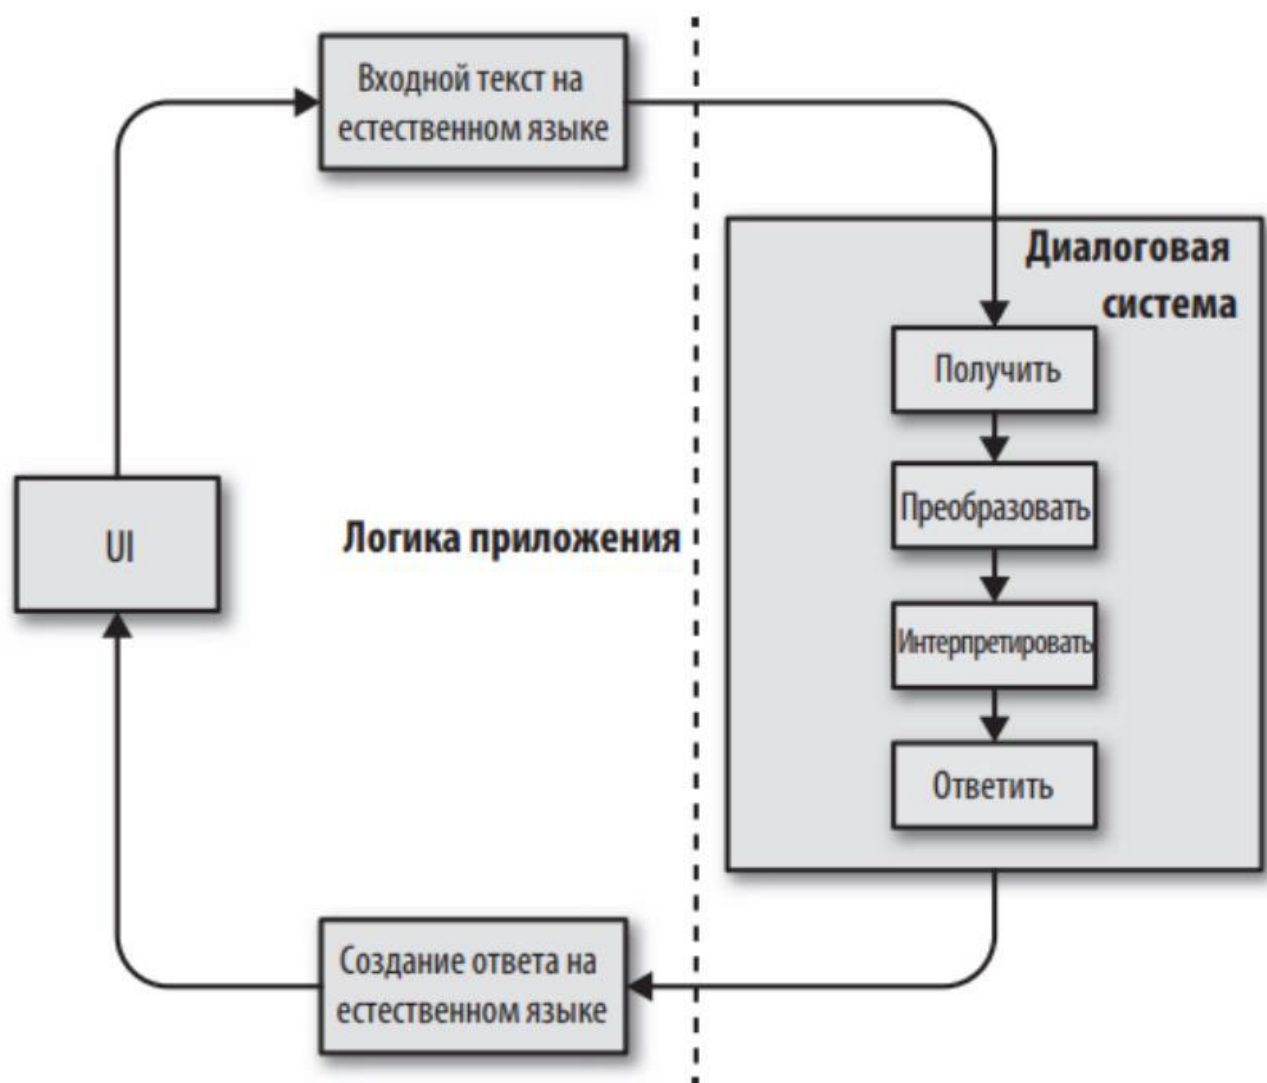 Входной текст на
естественном языке
Диалоговая
система
Получить
Преобразовать
UI
Логика приложения
Интерпретировать
Ответить
Создание ответа на
естественном языке